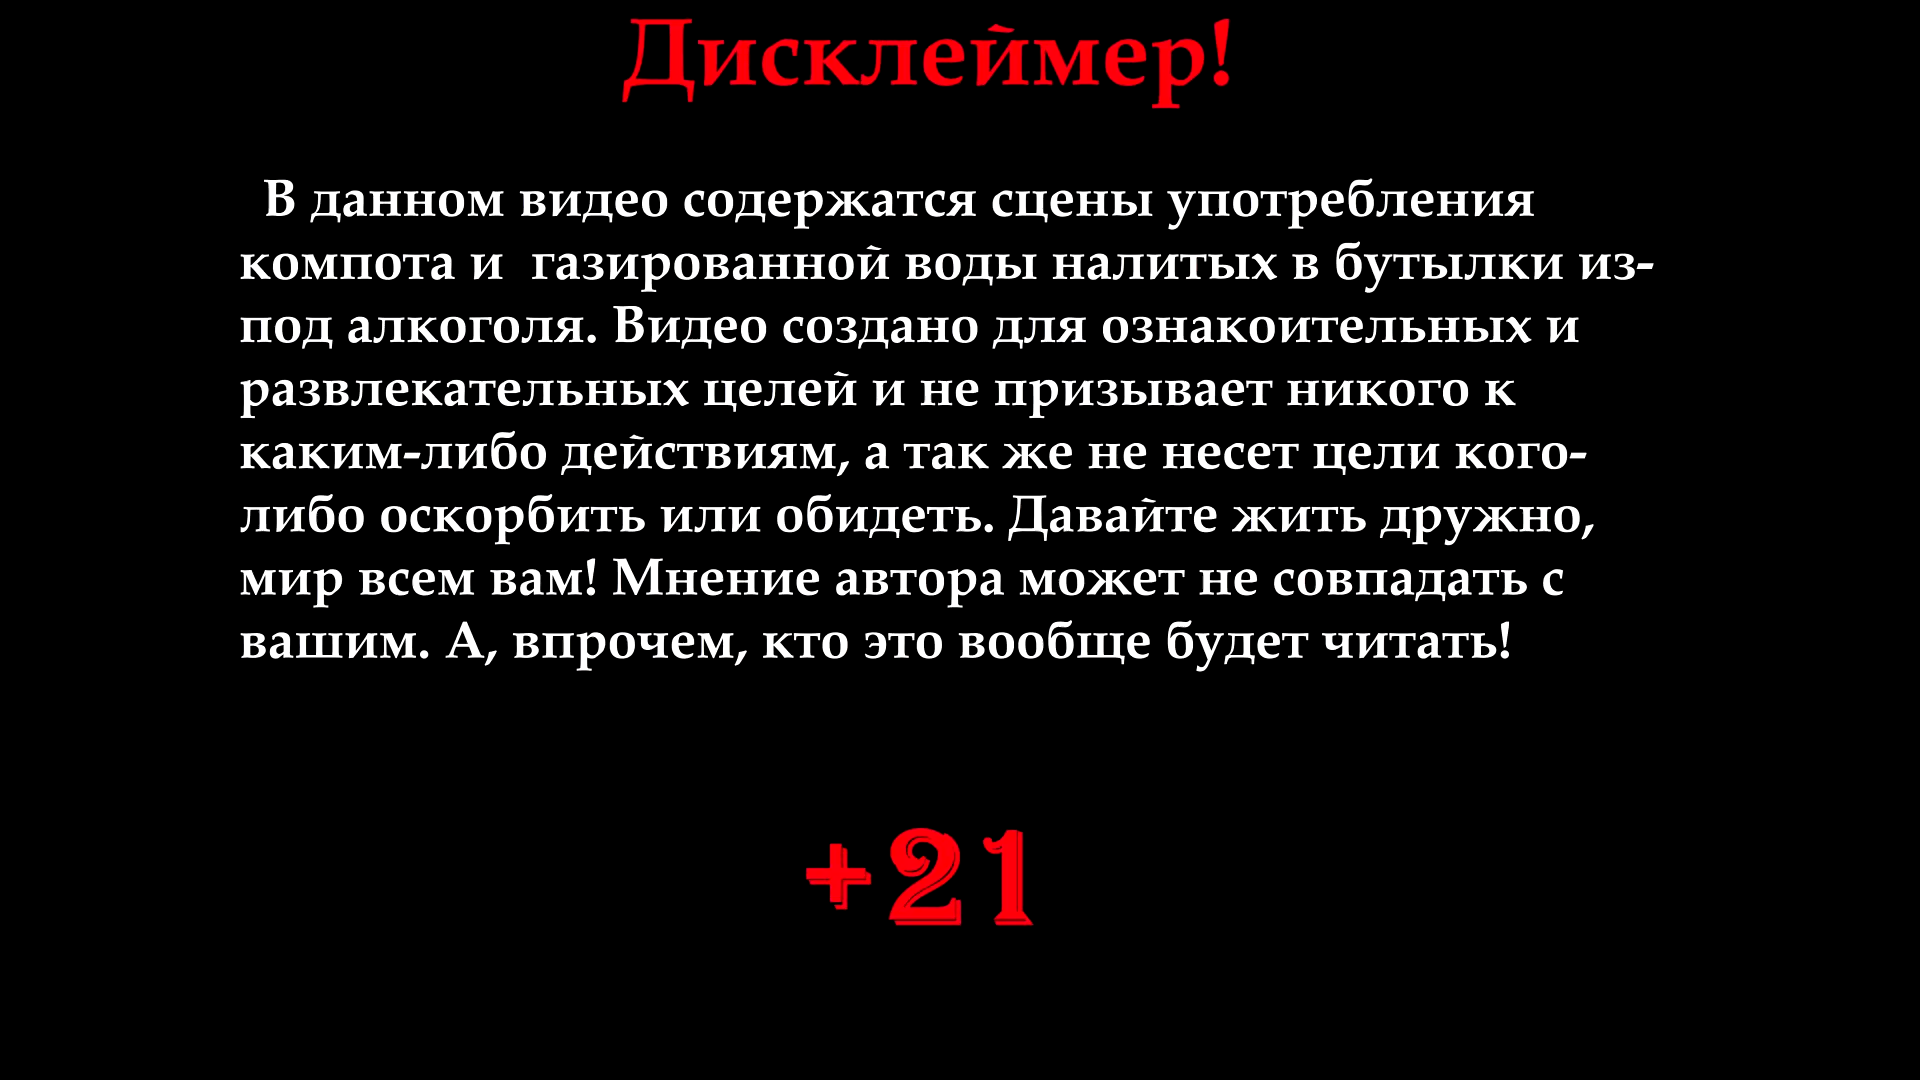 Дисклеймер!
В данном видео содержатся сцены употребления
компота и  газированной воды налитых в бутылки из-
под алкоголя. Видео создано для ознакоительных и
развлекательных целей и не призывает никого к
каким-либо действиям, а так же не несет цели кого-
либо оскорбить или обидеть. Давайте жить дружно,
мир всем вам! Мнение автора может не совпадать с
вашим. А, впрочем, кто это вообще будет читать!
+21